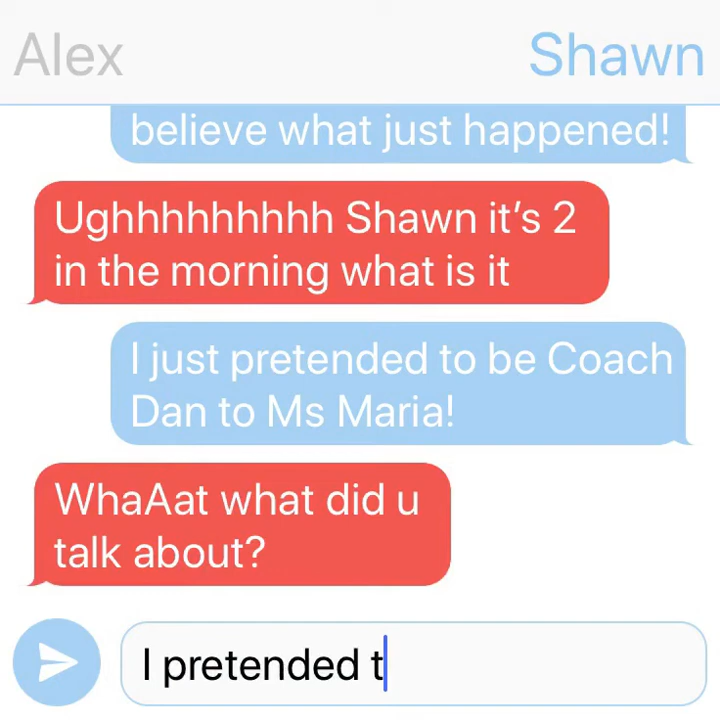 Alex
Shawn
believe what just happened!
Ughhhhhhhhhh Shawn it’s 2
in the morning what is it
I just pretended to be Coach
Dan to Ms Maria!
WhaAat what did u
talk about?
I pretended t